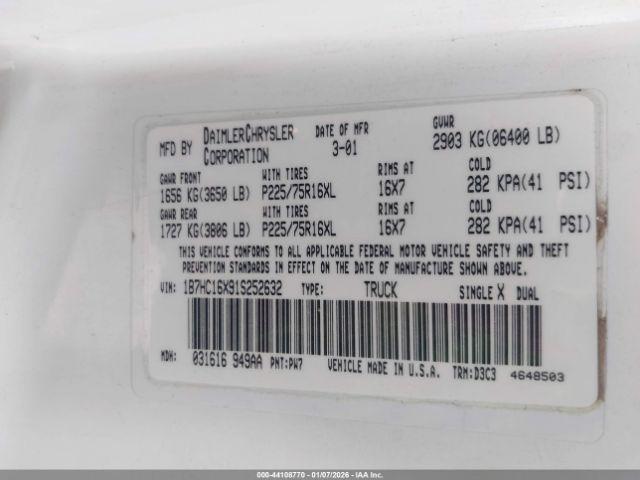 MFD BY DAIMLERCHRYSLER CORPORATION DATE OF MFR 3-01 GVWR 2903 KG(06400 LB)
GAWR FRONT WITH TIRES RIMS AT COLD
1656 KG(3650 LB) P225/75R16XL 16X7 282 KPA(41 PSI)
GAWR REAR WITH TIRES RIMS AT COLD
1727 KG(3806 LB) P225/75R16XL 16X7 282 KPA(41 PSI)
THIS VEHICLE CONFORMS TO ALL APPLICABLE FEDERAL MOTOR VEHICLE SAFETY AND THEFT
PREVENTION STANDARDS IN EFFECT ON THE DATE OF MANUFACTURE SHOWN ABOVE.
VIN: 1B7HC16X91S252632 TYPE: TRUCK SINGLE X DUAL
MDH: 031616 949AA PNT:PW7 VEHICLE MADE IN U.S.A. TRM:D3C3 4648503
000-44108770 - 01/07/2026 - © IAA Inc.